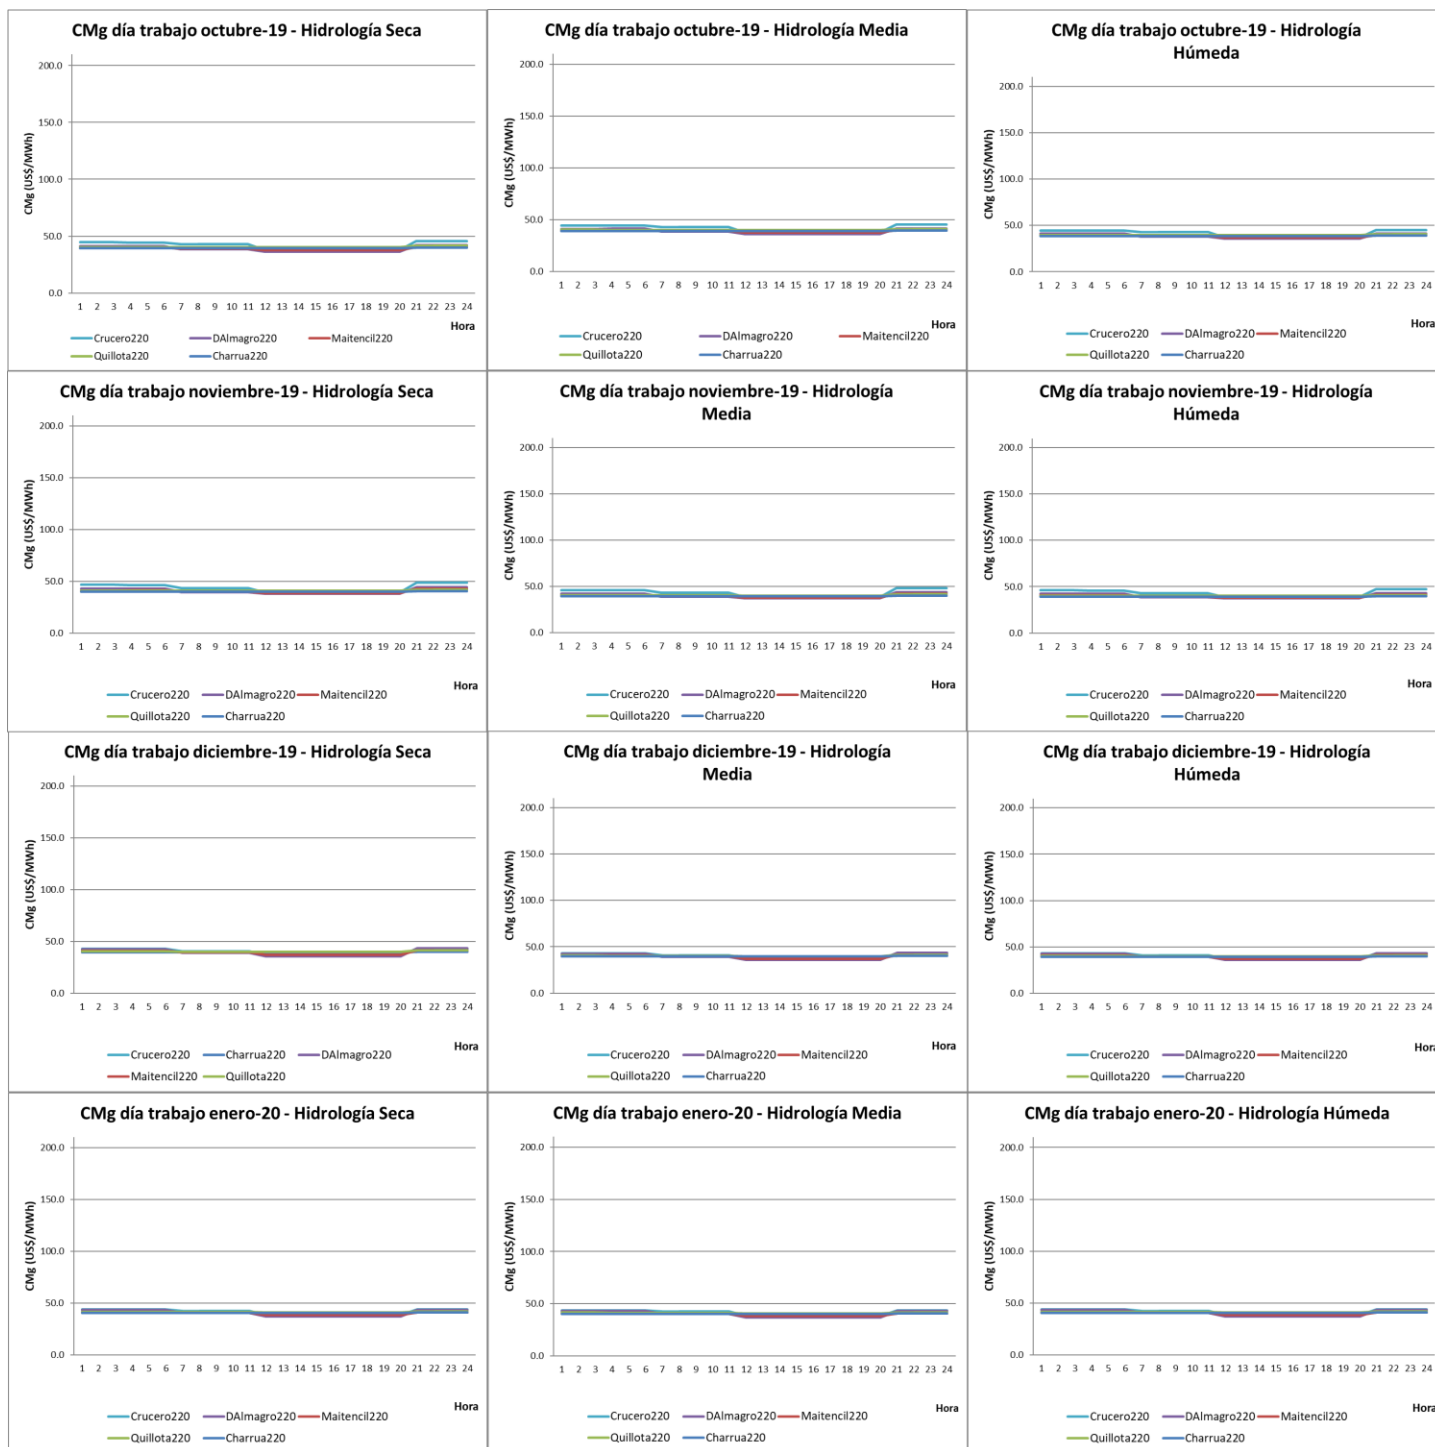 CMg día trabajo octubre-19 - Hidrología Seca
CMg (US$/MWh)
200.0
150.0
100.0
50.0
0.0
1 2 3 4 5 6 7 8 9 10 11 12 13 14 15 16 17 18 19 20 21 22 23 24
Hora
Crucero220 DAlmagro220 Maitencil220
Quillota220 Charrua220
CMg día trabajo octubre-19 - Hidrología Media
CMg (US$/MWh)
200.0
150.0
100.0
50.0
0.0
1 2 3 4 5 6 7 8 9 10 11 12 13 14 15 16 17 18 19 20 21 22 23 24
Hora
Crucero220 DAlmagro220 Maitencil220
Quillota220 Charrua220
CMg día trabajo octubre-19 - Hidrología
Húmeda
CMg (US$/MWh)
200.0
150.0
100.0
50.0
0.0
1 2 3 4 5 6 7 8 9 10 11 12 13 14 15 16 17 18 19 20 21 22 23 24
Hora
Crucero220 DAlmagro220 Maitencil220
Quillota220 Charrua220
CMg día trabajo noviembre-19 - Hidrología Seca
CMg (US$/MWh)
200.0
150.0
100.0
50.0
0.0
1 2 3 4 5 6 7 8 9 10 11 12 13 14 15 16 17 18 19 20 21 22 23 24
Hora
Crucero220 DAlmagro220 Maitencil220
Quillota220 Charrua220
CMg día trabajo noviembre-19 - Hidrología
Media
CMg (US$/MWh)
200.0
150.0
100.0
50.0
0.0
1 2 3 4 5 6 7 8 9 10 11 12 13 14 15 16 17 18 19 20 21 22 23 24
Hora
Crucero220 DAlmagro220 Maitencil220
Quillota220 Charrua220
CMg día trabajo noviembre-19 - Hidrología
Húmeda
CMg (US$/MWh)
200.0
150.0
100.0
50.0
0.0
1 2 3 4 5 6 7 8 9 10 11 12 13 14 15 16 17 18 19 20 21 22 23 24
Hora
Crucero220 DAlmagro220 Maitencil220
Quillota220 Charrua220
CMg día trabajo diciembre-19 - Hidrología Seca
CMg (US$/MWh)
200.0
150.0
100.0
50.0
0.0
1 2 3 4 5 6 7 8 9 10 11 12 13 14 15 16 17 18 19 20 21 22 23 24
Hora
Crucero220 Charrua220 DAlmagro220
Maitencil220 Quillota220
CMg día trabajo diciembre-19 - Hidrología
Media
CMg (US$/MWh)
200.0
150.0
100.0
50.0
0.0
1 2 3 4 5 6 7 8 9 10 11 12 13 14 15 16 17 18 19 20 21 22 23 24
Hora
Crucero220 DAlmagro220 Maitencil220
Quillota220 Charrua220
CMg día trabajo diciembre-19 - Hidrología
Húmeda
CMg (US$/MWh)
200.0
150.0
100.0
50.0
0.0
1 2 3 4 5 6 7 8 9 10 11 12 13 14 15 16 17 18 19 20 21 22 23 24
Hora
Crucero220 DAlmagro220 Maitencil220
Quillota220 Charrua220
CMg día trabajo enero-20 - Hidrología Seca
CMg (US$/MWh)
200.0
150.0
100.0
50.0
0.0
1 2 3 4 5 6 7 8 9 10 11 12 13 14 15 16 17 18 19 20 21 22 23 24
Hora
Crucero220 DAlmagro220 Maitencil220
Quillota220 Charrua220
CMg día trabajo enero-20 - Hidrología Media
CMg (US$/MWh)
200.0
150.0
100.0
50.0
0.0
1 2 3 4 5 6 7 8 9 10 11 12 13 14 15 16 17 18 19 20 21 22 23 24
Hora
Crucero220 DAlmagro220 Maitencil220
Quillota220 Charrua220
CMg día trabajo enero-20 - Hidrología Húmeda
CMg (US$/MWh)
200.0
150.0
100.0
50.0
0.0
1 2 3 4 5 6 7 8 9 10 11 12 13 14 15 16 17 18 19 20 21 22 23 24
Hora
Crucero220 DAlmagro220 Maitencil220
Quillota220 Charrua220